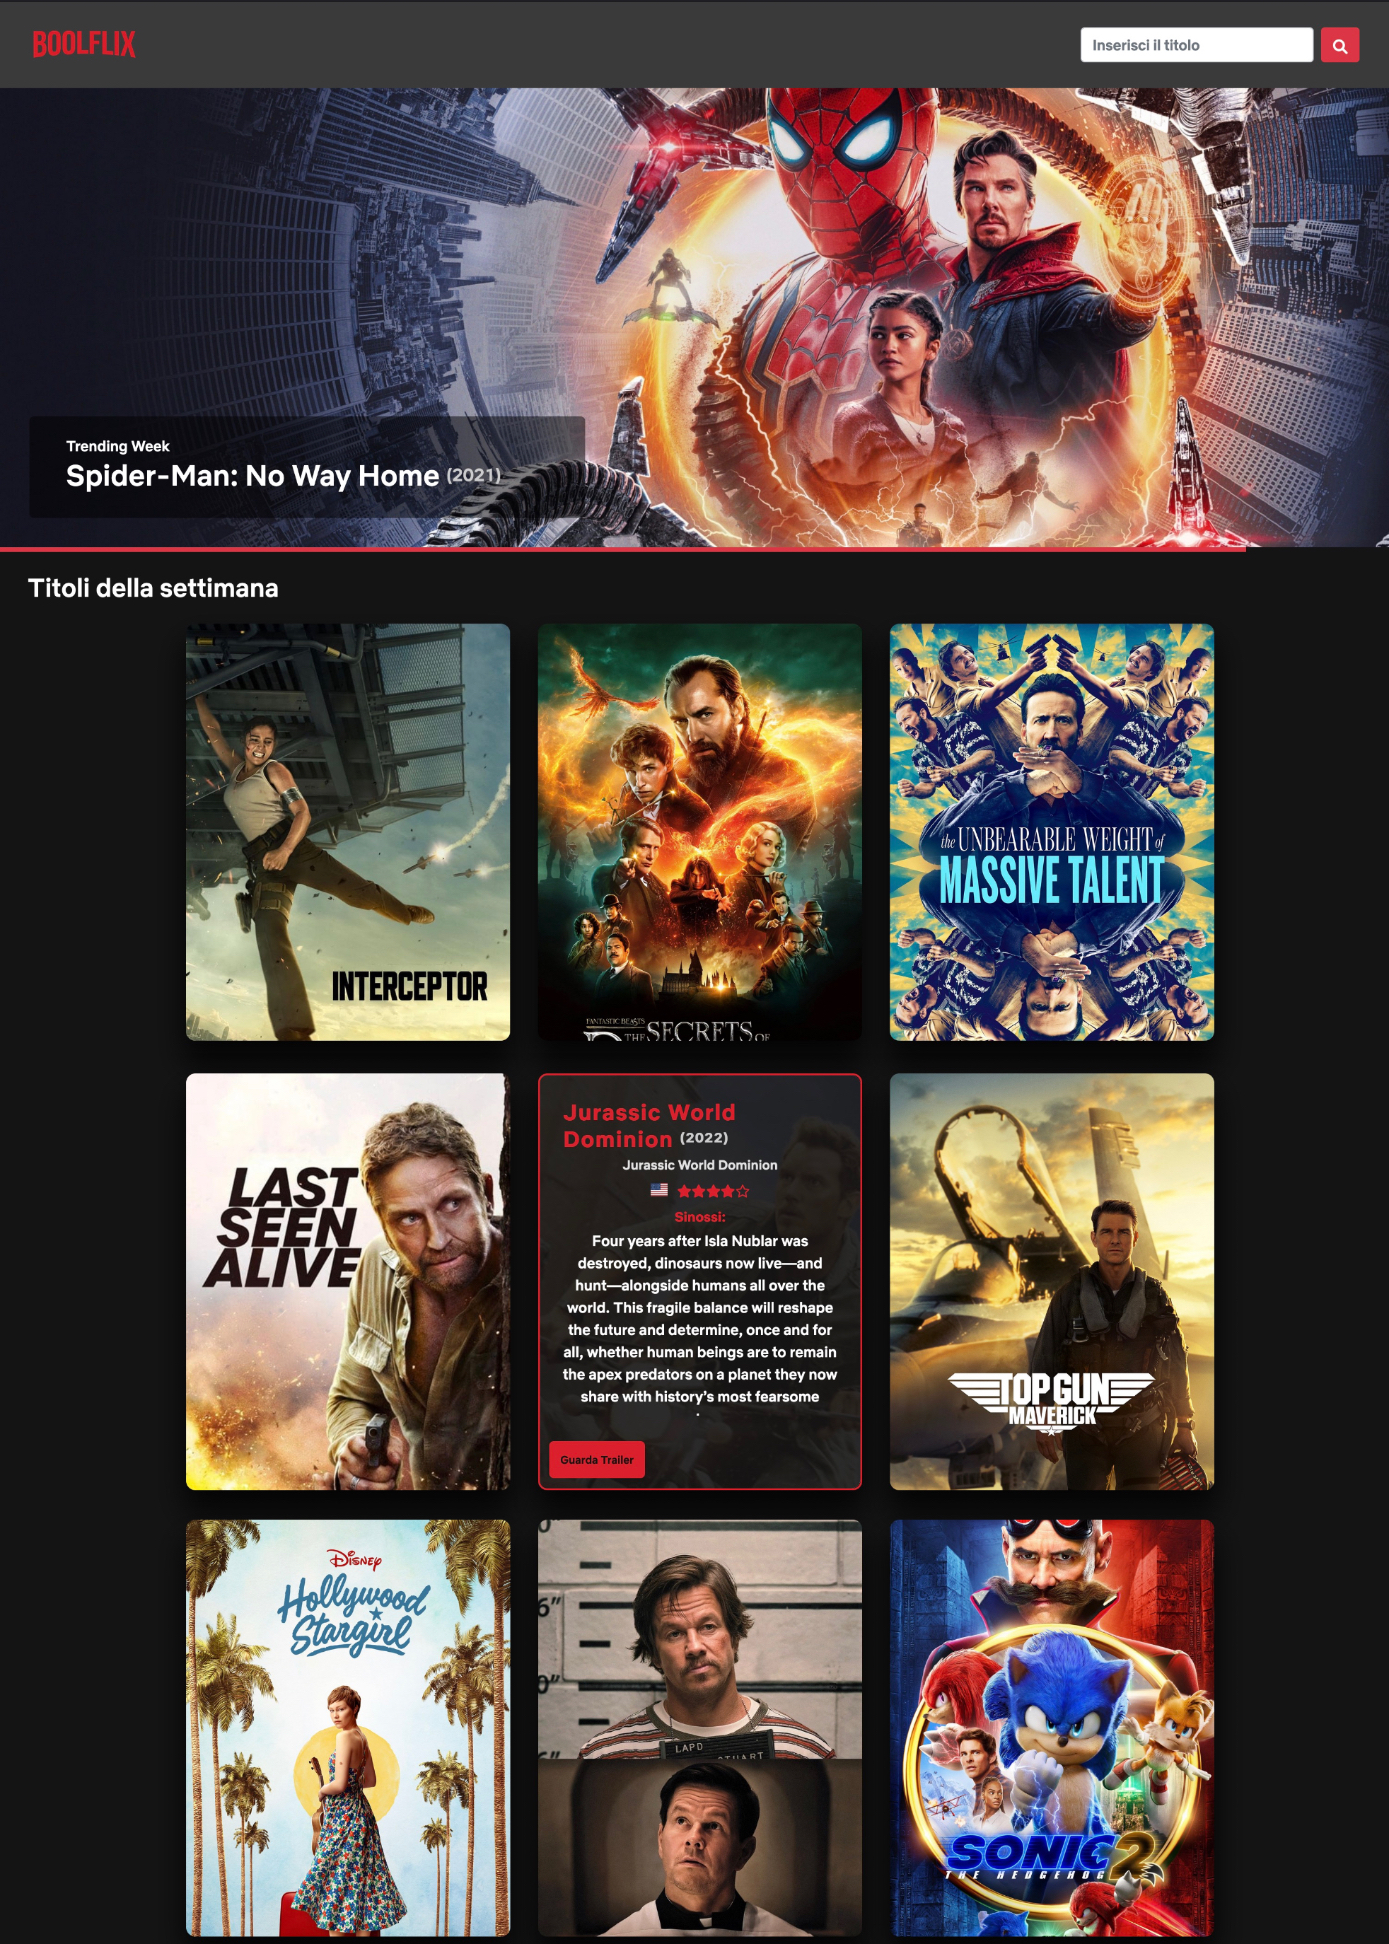 BOOLFLIX
Inserisci il titolo
Trending Week
Spider-Man: No Way Home (2021)
Titoli della settimana
INTERCEPTOR
FANTASTIC BEASTS
THE SECRETS OF
the UNBEARABLE WEIGHT of
MASSIVE TALENT
LAST
SEEN
ALIVE
Jurassic World
Dominion (2022)
Jurassic World Dominion
Sinossi:
Four years after Isla Nublar was
destroyed, dinosaurs now live—and
hunt—alongside humans all over the
world. This fragile balance will reshape
the future and determine, once and for
all, whether human beings are to remain
the apex predators on a planet they now
share with history's most fearsome
Guarda Trailer
TOP GUN
MAVERICK
Disney
Hollywood
Stargirl
6"
0"
LAPD
SONIC 2
THE HEDGEHOG